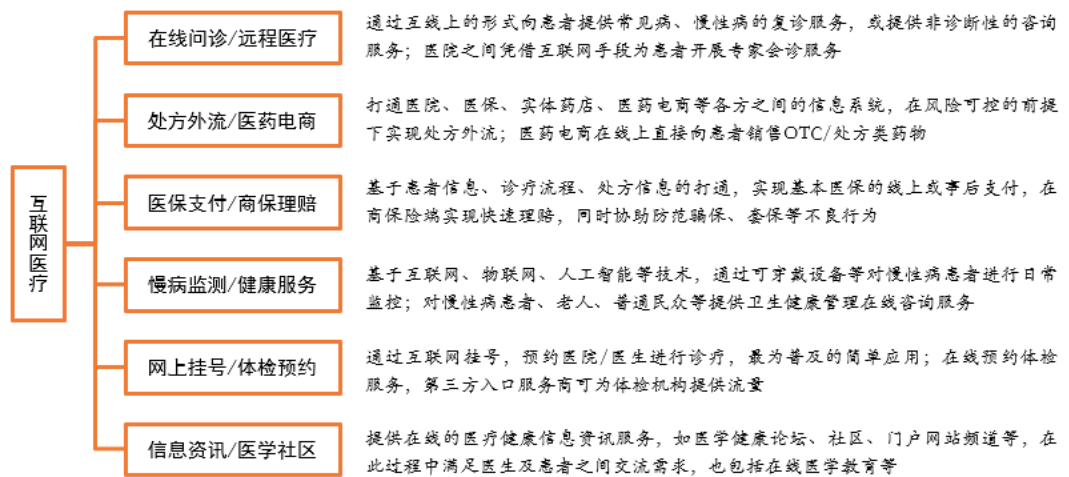 互联网医疗
在线问诊/远程医疗
通过互线上的形式向患者提供常见病、慢性病的复诊服务，或提供非诊断性的咨询
服务；医院之间凭借互联网手段为患者开展专家会诊服务
处方外流/医药电商
打通医院、医保、实体药店、医药电商等各方之间的信息系统，在风险可控的前提
下实现处方外流；医药电商在线上直接向患者销售OTC/处方类药物
医保支付/商保理赔
基于患者信息、诊疗流程、处方信息的打通，实现基本医保的线上或事后支付，在
商保险端实现快速理赔，同时协助防范骗保、套保等不良行为
慢病监测/健康服务
基于互联网、物联网、人工智能等技术，通过可穿戴设备等对慢性病患者进行日常
监控；对慢性病患者、老人、普通民众等提供卫生健康管理在线咨询服务
网上挂号/体检预约
通过互联网挂号，预约医院/医生进行诊疗，最为普及的简单应用；在线预约体检
服务，第三方入口服务商可为体检机构提供流量
信息资讯/医学社区
提供在线的医疗健康信息资讯服务，如医学健康论坛、社区、门户网站频道等，在
此过程中满足医生及患者之间交流需求，也包括在线医学教育等